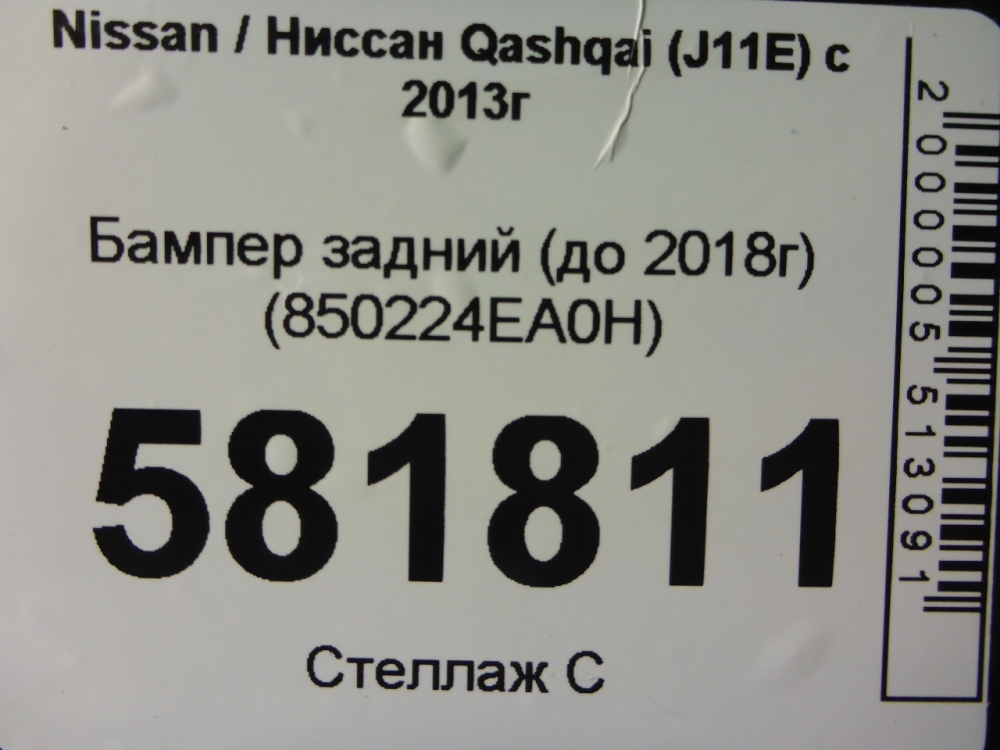 Nissan / Ниссан Qashqai (J11E) с
2013г
Бампер задний (до 2018г)
(850224EA0H)
581811
Стеллаж С
2000005513091